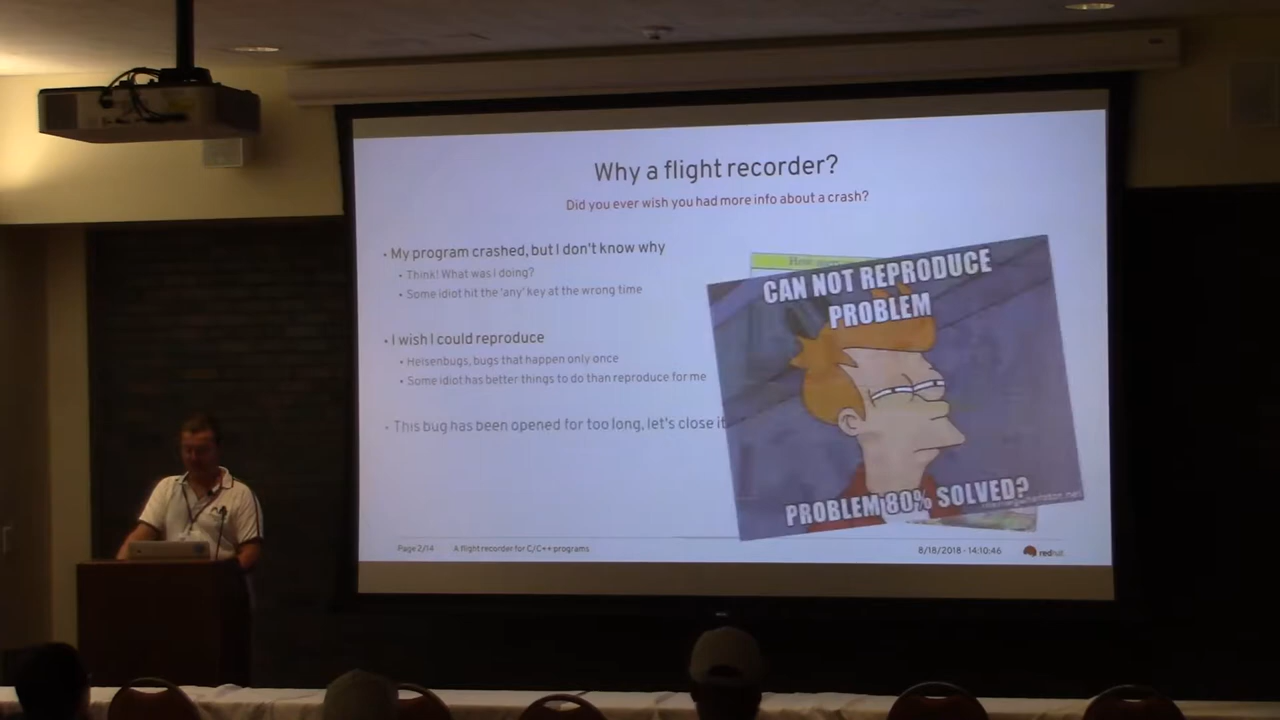 Why a flight recorder?
Did you ever wish you had more info about a crash?
• My program crashed, but I don't know why
• Think! What was I doing?
• Some idiot hit the 'any' key at the wrong time
• I wish I could reproduce
• Heisenbugs, bugs that happen only once
• Some idiot has better things to do than reproduce for me
• This bug has been opened for too long, let's close it
CAN NOT REPRODUCE
PROBLEM
PROBLEM 80% SOLVED?
Page 2/14
A flight recorder for C/C++ programs
8/18/2018 - 14:10:46
redhat